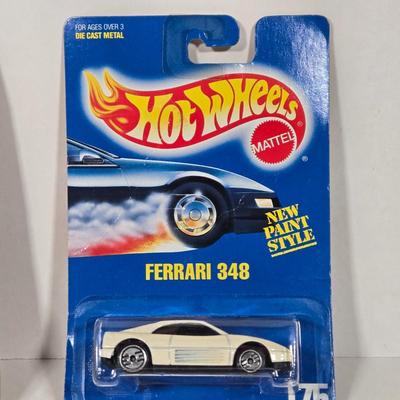 FOR AGES OVER 3
DIE CAST METAL
HOT WHEELS
MATTEL
NEW
PAINT
STYLE
FERRARI 348